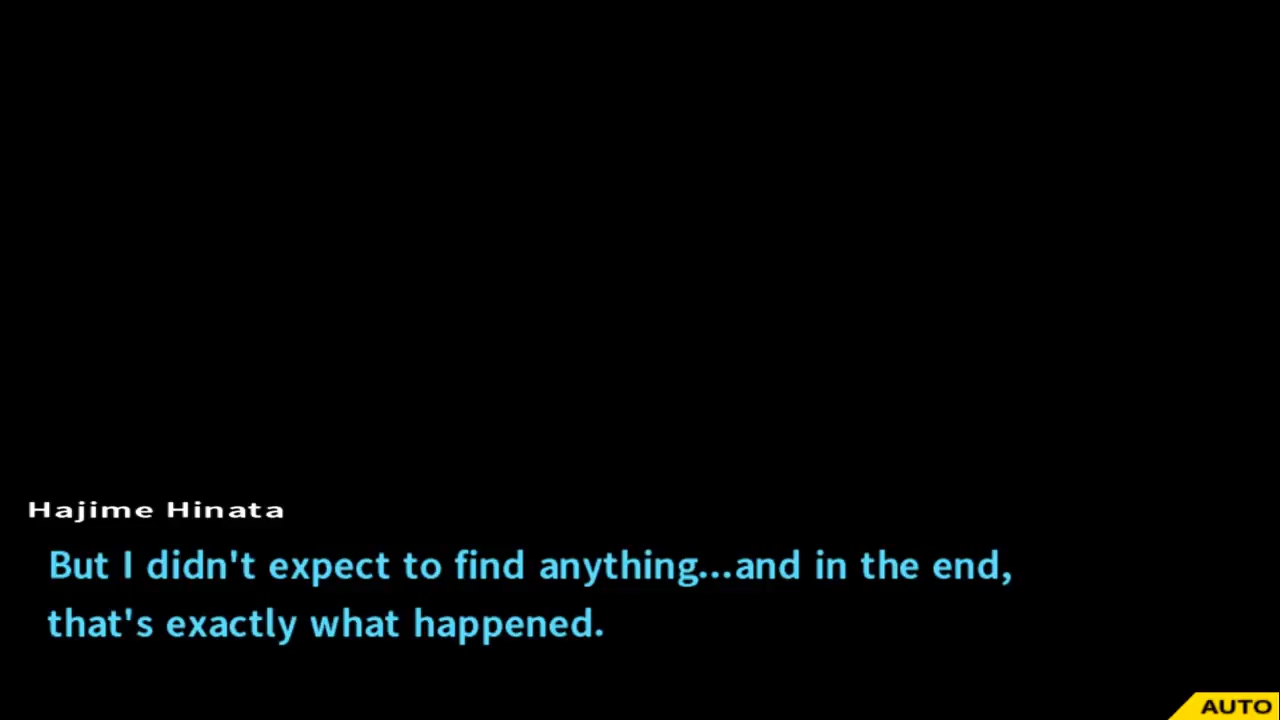 Hajime Hinata
But I didn't expect to find anything...and in the end,
that's exactly what happened.
AUTO